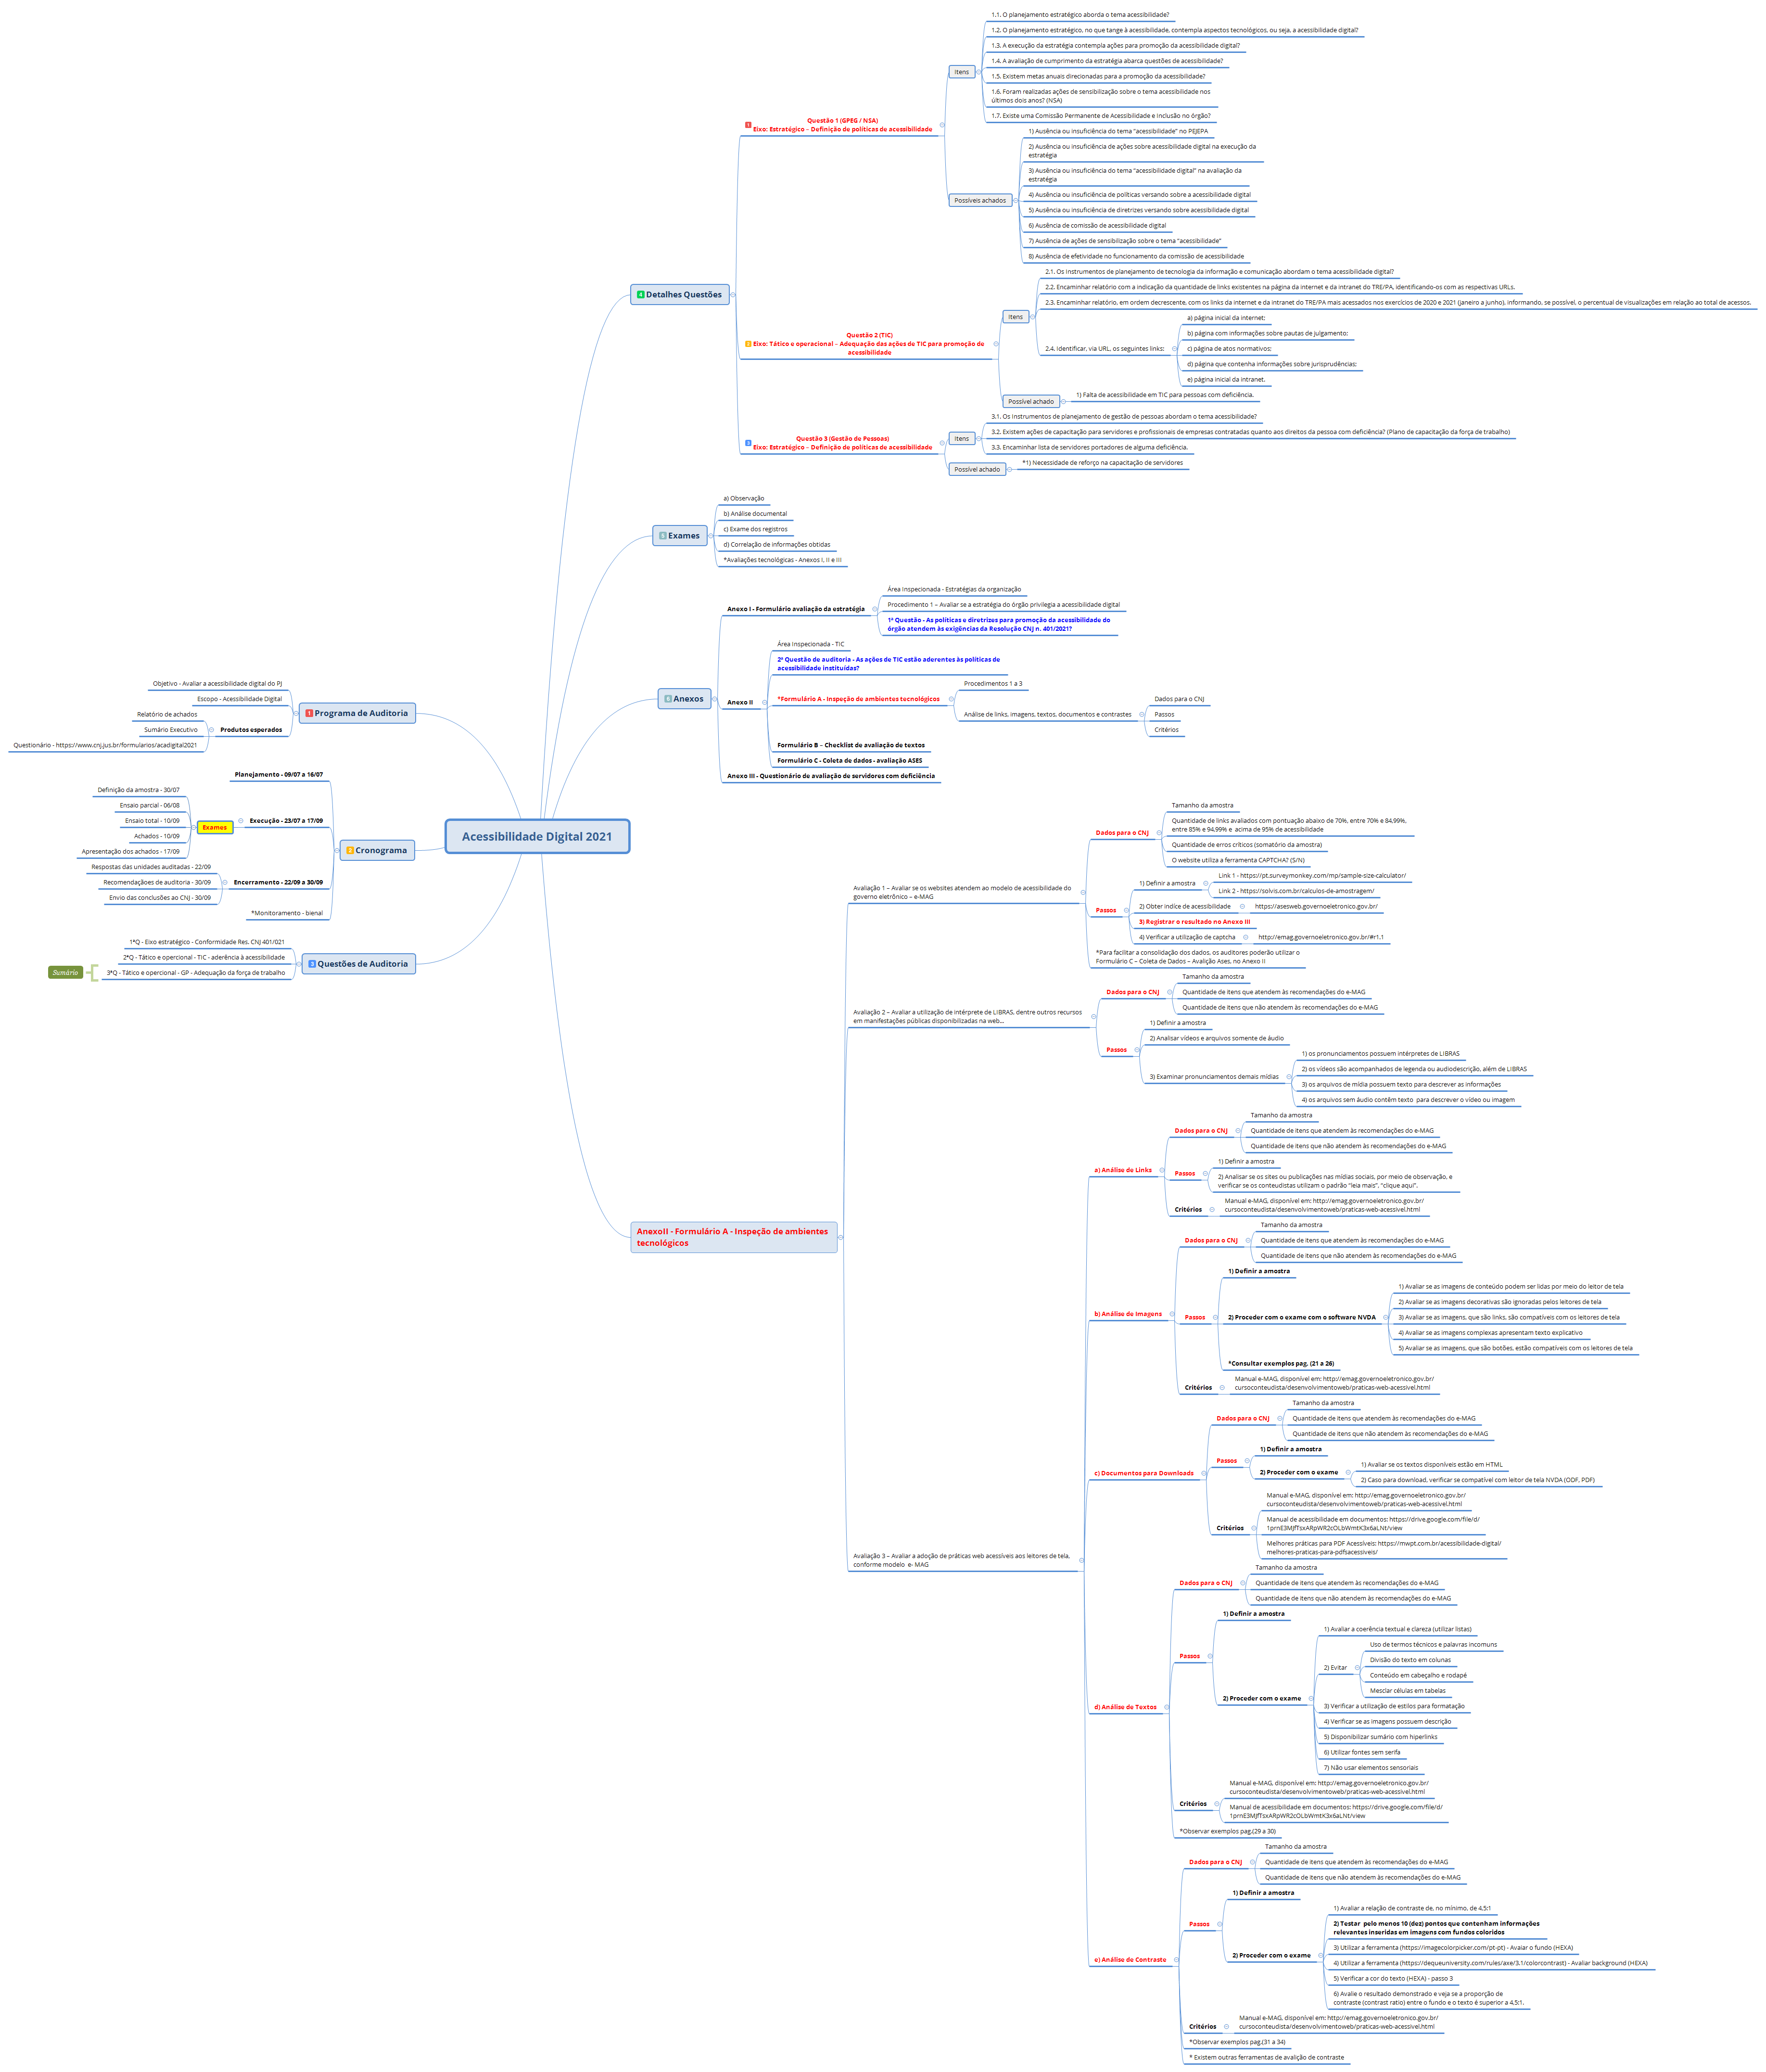 Acessibilidade Digital 2021
1 Programa de Auditoria
Objetivo - Avaliar a acessibilidade digital do PJ
Escopo - Acessibilidade Digital
Produtos esperados
Relatório de achados
Sumário Executivo
Questionário - https://www.cnj.jus.br/formularios/acadigital2021
2 Cronograma
Planejamento - 09/07 a 16/07
Execução - 23/07 a 17/09
Exames
Definição da amostra - 30/07
Ensaio parcial - 06/08
Ensaio total - 10/09
Achados - 10/09
Apresentação dos achados - 17/09
Encerramento - 22/09 a 30/09
Respostas das unidades auditadas - 22/09
Recomendaçãoes de auditoria - 30/09
Envio das conclusões ao CNJ - 30/09
*Monitoramento - bienal
3 Questões de Auditoria
1ªQ - Eixo estratégico - Conformidade Res. CNJ 401/021
2ªQ - Tático e opercional - TIC - aderência à acessibilidade
3ªQ - Tático e opercional - GP - Adequação da força de trabalho
Sumário
4 Detalhes Questões
1 Questão 1 (GPEG / NSA)
Eixo: Estratégico – Definição de políticas de acessibilidade
Itens
1.1. O planejamento estratégico aborda o tema acessibilidade?
1.2. O planejamento estratégico, no que tange à acessibilidade, contempla aspectos tecnológicos, ou seja, a acessibilidade digital?
1.3. A execução da estratégia contempla ações para promoção da acessibilidade digital?
1.4. A avaliação de cumprimento da estratégia abarca questões de acessibilidade?
1.5. Existem metas anuais direcionadas para a promoção da acessibilidade?
1.6. Foram realizadas ações de sensibilização sobre o tema acessibilidade nos
últimos dois anos? (NSA)
1.7. Existe uma Comissão Permanente de Acessibilidade e Inclusão no órgão?
Possíveis achados
1) Ausência ou insuficiência do tema "acessibilidade" no PEJEPA
2) Ausência ou insuficiência de ações sobre acessibilidade digital na execução da
estratégia
3) Ausência ou insuficiência do tema "acessibilidade digital" na avaliação da
estratégia
4) Ausência ou insuficiência de políticas versando sobre a acessibilidade digital
5) Ausência ou insuficiência de diretrizes versando sobre acessibilidade digital
6) Ausência de comissão de acessibilidade digital
7) Ausência de ações de sensibilização sobre o tema "acessibilidade"
8) Ausência de efetividade no funcionamento da comissão de acessibilidade
2 Questão 2 (TIC)
Eixo: Tático e operacional – Adequação das ações de TIC para promoção de
acessibilidade
Itens
2.1. Os Instrumentos de planejamento de tecnologia da informação e comunicação abordam o tema acessibilidade digital?
2.2. Encaminhar relatório com a indicação da quantidade de links existentes na página da internet e da intranet do TRE/PA, identificando-os com as respectivas URLs.
2.3. Encaminhar relatório, em ordem decrescente, com os links da internet e da intranet do TRE/PA mais acessados nos exercícios de 2020 e 2021 (janeiro a junho), informando, se possível, o percentual de visualizações em relação ao total de acessos.
2.4. Identificar, via URL, os seguintes links:
a) página inicial da internet;
b) página com informações sobre pautas de julgamento;
c) página de atos normativos;
d) página que contenha informações sobre jurisprudências;
e) página inicial da intranet.
Possível achado
1) Falta de acessibilidade em TIC para pessoas com deficiência.
3 Questão 3 (Gestão de Pessoas)
Eixo: Estratégico – Definição de políticas de acessibilidade
Itens
3.1. Os Instrumentos de planejamento de gestão de pessoas abordam o tema acessibilidade?
3.2. Existem ações de capacitação para servidores e profissionais de empresas contratadas quanto aos direitos da pessoa com deficiência? (Plano de capacitação da força de trabalho)
3.3. Encaminhar lista de servidores portadores de alguma deficiência.
Possível achado
*1) Necessidade de reforço na capacitação de servidores
5 Exames
a) Observação
b) Análise documental
c) Exame dos registros
d) Correlação de informações obtidas
*Avaliações tecnológicas - Anexos I, II e III
6 Anexos
Anexo I - Formulário avaliação da estratégia
Área Inspecionada - Estratégias da organização
Procedimento 1 – Avaliar se a estratégia do órgão privilegia a acessibilidade digital
1ª Questão - As políticas e diretrizes para promoção da acessibilidade do
órgão atendem às exigências da Resolução CNJ n. 401/2021?
Anexo II
Área Inspecionada - TIC
2ª Questão de auditoria - As ações de TIC estão aderentes às políticas de
acessibilidade instituídas?
*Formulário A - Inspeção de ambientes tecnológicos
Procedimentos 1 a 3
Análise de links, imagens, textos, documentos e contrastes
Dados para o CNJ
Passos
Critérios
Formulário B – Checklist de avaliação de textos
Formulário C - Coleta de dados - avaliação ASES
Anexo III - Questionário de avaliação de servidores com deficiência
AnexoII - Formulário A - Inspeção de ambientes
tecnológicos
Avaliação 1 – Avaliar se os websites atendem ao modelo de acessibilidade do
governo eletrônico – e-MAG
Dados para o CNJ
Tamanho da amostra
Quantidade de links avaliados com pontuação abaixo de 70%, entre 70% e 84,99%,
entre 85% e 94,99% e acima de 95% de acessibilidade
Quantidade de erros críticos (somatório da amostra)
O website utiliza a ferramenta CAPTCHA? (S/N)
Passos
1) Definir a amostra
Link 1 - https://pt.surveymonkey.com/mp/sample-size-calculator/
Link 2 - https://solvis.com.br/calculos-de-amostragem/
2) Obter índice de acessibilidade
https://asesweb.governoeletronico.gov.br/
3) Registrar o resultado no Anexo III
4) Verificar a utilização de captcha
http://emag.governoeletronico.gov.br/#r1.1
*Para facilitar a consolidação dos dados, os auditores poderão utilizar o
Formulário C – Coleta de Dados – Avalição Ases, no Anexo II
Avaliação 2 – Avaliar a utilização de intérprete de LIBRAS, dentre outros recursos
em manifestações públicas disponibilizadas na web...
Dados para o CNJ
Tamanho da amostra
Quantidade de itens que atendem às recomendações do e-MAG
Quantidade de itens que não atendem às recomendações do e-MAG
Passos
1) Definir a amostra
2) Analisar vídeos e arquivos somente de áudio
3) Examinar pronunciamentos demais mídias
1) os pronunciamentos possuem intérpretes de LIBRAS
2) os vídeos são acompanhados de legenda ou audiodescrição, além de LIBRAS
3) os arquivos de mídia possuem texto para descrever as informações
4) os arquivos sem áudio contêm texto para descrever o vídeo ou imagem
Avaliação 3 – Avaliar a adoção de práticas web acessíveis aos leitores de tela,
conforme modelo e- MAG
a) Análise de Links
Dados para o CNJ
Tamanho da amostra
Quantidade de itens que atendem às recomendações do e-MAG
Quantidade de itens que não atendem às recomendações do e-MAG
Passos
1) Definir a amostra
2) Analisar se os sites ou publicações nas mídias sociais, por meio de observação, e
verificar se os conteudistas utilizam o padrão "leia mais", "clique aqui".
Critérios
Manual e-MAG, disponível em: http://emag.governoeletronico.gov.br/
cursoconteudista/desenvolvimentoweb/praticas-web-acessivel.html
b) Análise de Imagens
Dados para o CNJ
Tamanho da amostra
Quantidade de itens que atendem às recomendações do e-MAG
Quantidade de itens que não atendem às recomendações do e-MAG
Passos
1) Definir a amostra
2) Proceder com o exame com o software NVDA
1) Avaliar se as imagens de conteúdo podem ser lidas por meio do leitor de tela
2) Avaliar se as imagens decorativas são ignoradas pelos leitores de tela
3) Avaliar se as imagens, que são links, são compatíveis com os leitores de tela
4) Avaliar se as imagens complexas apresentam texto explicativo
5) Avaliar se as imagens, que são botões, estão compatíveis com os leitores de tela
*Consultar exemplos pag. (21 a 26)
Critérios
Manual e-MAG, disponível em: http://emag.governoeletronico.gov.br/
cursoconteudista/desenvolvimentoweb/praticas-web-acessivel.html
c) Documentos para Downloads
Dados para o CNJ
Tamanho da amostra
Quantidade de itens que atendem às recomendações do e-MAG
Quantidade de itens que não atendem às recomendações do e-MAG
Passos
1) Definir a amostra
2) Proceder com o exame
1) Avaliar se os textos disponíveis estão em HTML
2) Caso para download, verificar se compatível com leitor de tela NVDA (ODF, PDF)
Critérios
Manual e-MAG, disponível em: http://emag.governoeletronico.gov.br/
cursoconteudista/desenvolvimentoweb/praticas-web-acessivel.html
Manual de acessibilidade em documentos: https://drive.google.com/file/d/
1prnE3MJfTsxARpWR2cOLbWmtK3x6aLNt/view
Melhores práticas para PDF Acessíveis: https://mwpt.com.br/acessibilidade-digital/
melhores-praticas-para-pdfsacessiveis/
d) Análise de Textos
Dados para o CNJ
Tamanho da amostra
Quantidade de itens que atendem às recomendações do e-MAG
Quantidade de itens que não atendem às recomendações do e-MAG
Passos
1) Definir a amostra
2) Proceder com o exame
1) Avaliar a coerência textual e clareza (utilizar listas)
2) Evitar
Uso de termos técnicos e palavras incomuns
Divisão do texto em colunas
Conteúdo em cabeçalho e rodapé
Mesclar células em tabelas
3) Verificar a utilização de estilos para formatação
4) Verificar se as imagens possuem descrição
5) Disponibilizar sumário com hiperlinks
6) Utilizar fontes sem serifa
7) Não usar elementos sensoriais
Critérios
Manual e-MAG, disponível em: http://emag.governoeletronico.gov.br/
cursoconteudista/desenvolvimentoweb/praticas-web-acessivel.html
Manual de acessibilidade em documentos: https://drive.google.com/file/d/
1prnE3MJfTsxARpWR2cOLbWmtK3x6aLNt/view
*Observar exemplos pag.(29 a 30)
e) Análise de Contraste
Dados para o CNJ
Tamanho da amostra
Quantidade de itens que atendem às recomendações do e-MAG
Quantidade de itens que não atendem às recomendações do e-MAG
Passos
1) Definir a amostra
2) Proceder com o exame
1) Avaliar a relação de contraste de, no mínimo, de 4,5:1
2) Testar pelo menos 10 (dez) pontos que contenham informações
relevantes inseridas em imagens com fundos coloridos
3) Utilizar a ferramenta (https://imagecolorpicker.com/pt-pt) - Avaiar o fundo (HEXA)
4) Utilizar a ferramenta (https://dequeuniversity.com/rules/axe/3.1/colorcontrast) - Avaliar background (HEXA)
5) Verificar a cor do texto (HEXA) - passo 3
6) Avalie o resultado demonstrado e veja se a proporção de
contraste (contrast ratio) entre o fundo e o texto é superior a 4,5:1.
Critérios
Manual e-MAG, disponível em: http://emag.governoeletronico.gov.br/
cursoconteudista/desenvolvimentoweb/praticas-web-acessivel.html
*Observar exemplos pag.(31 a 34)
* Existem outras ferramentas de avalição de contraste